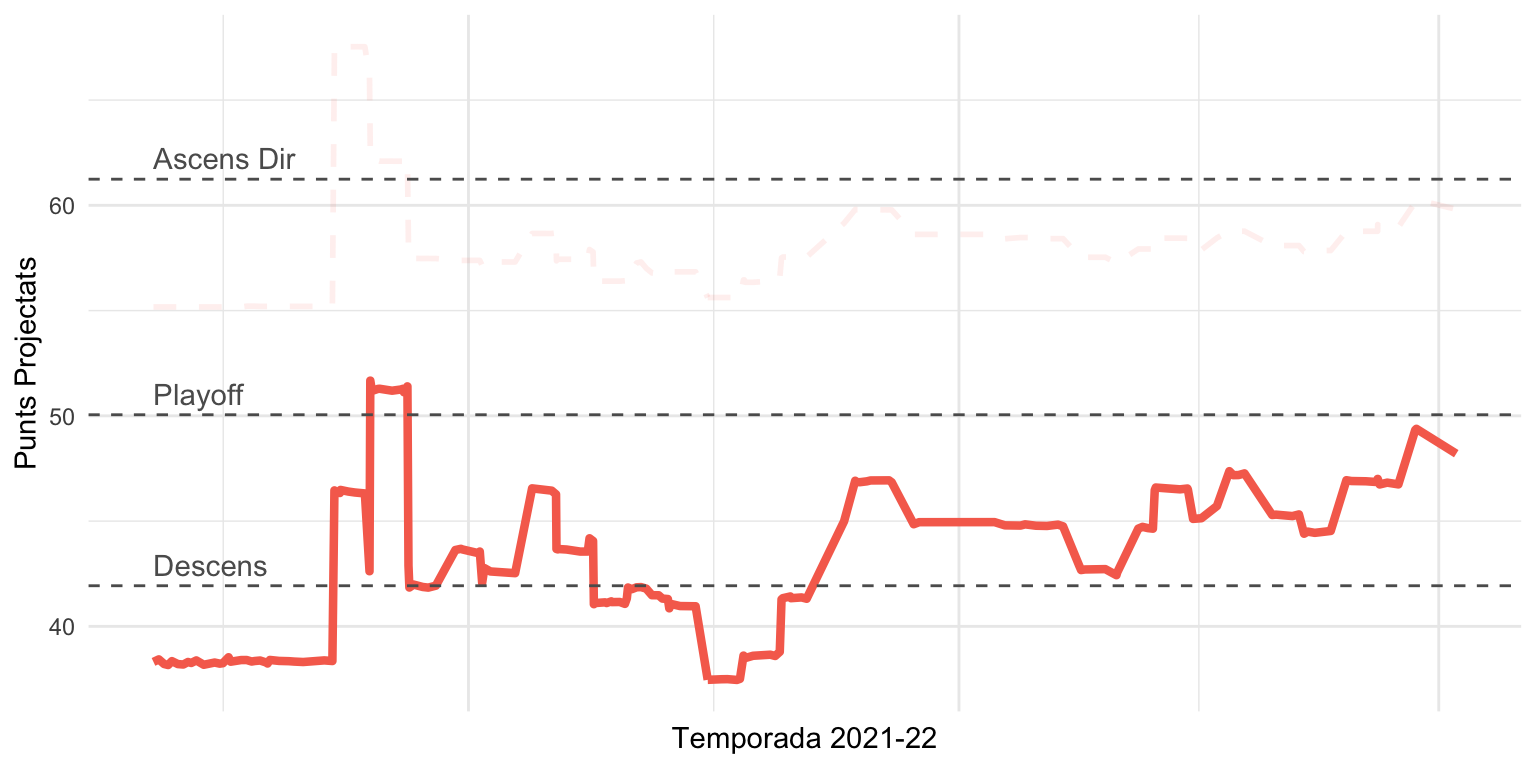 Ascens Dir
60
Playoff
50
Descens
40
Punts Projectats
Temporada 2021-22